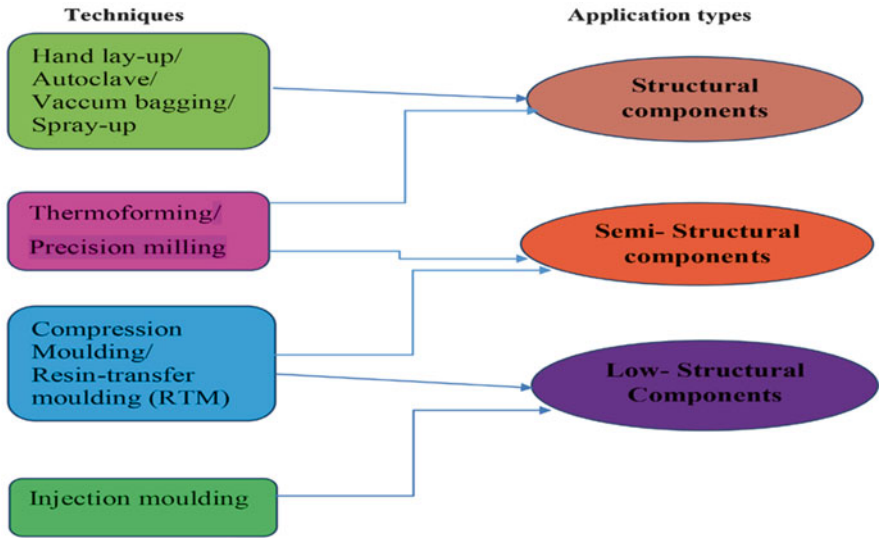 Techniques
Application types
Hand lay-up/
Autoclave/
Vaccum bagging/
Spray-up
Structural
components
Thermoforming/
Precision milling
Semi- Structural
components
Compression
Moulding/
Resin-transfer
moulding (RTM)
Low- Structural
Components
Injection moulding